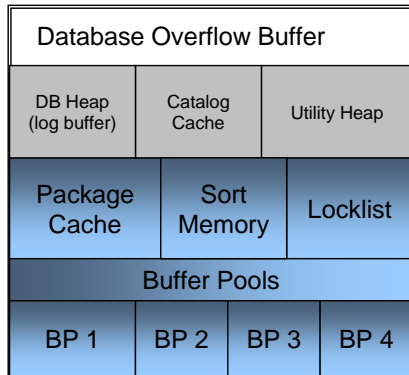 Database Overflow Buffer
DB Heap
(log buffer)
Catalog
Cache
Utility Heap
Package
Cache
Sort
Memory
Locklist
Buffer Pools
BP 1
BP 2
BP 3
BP 4